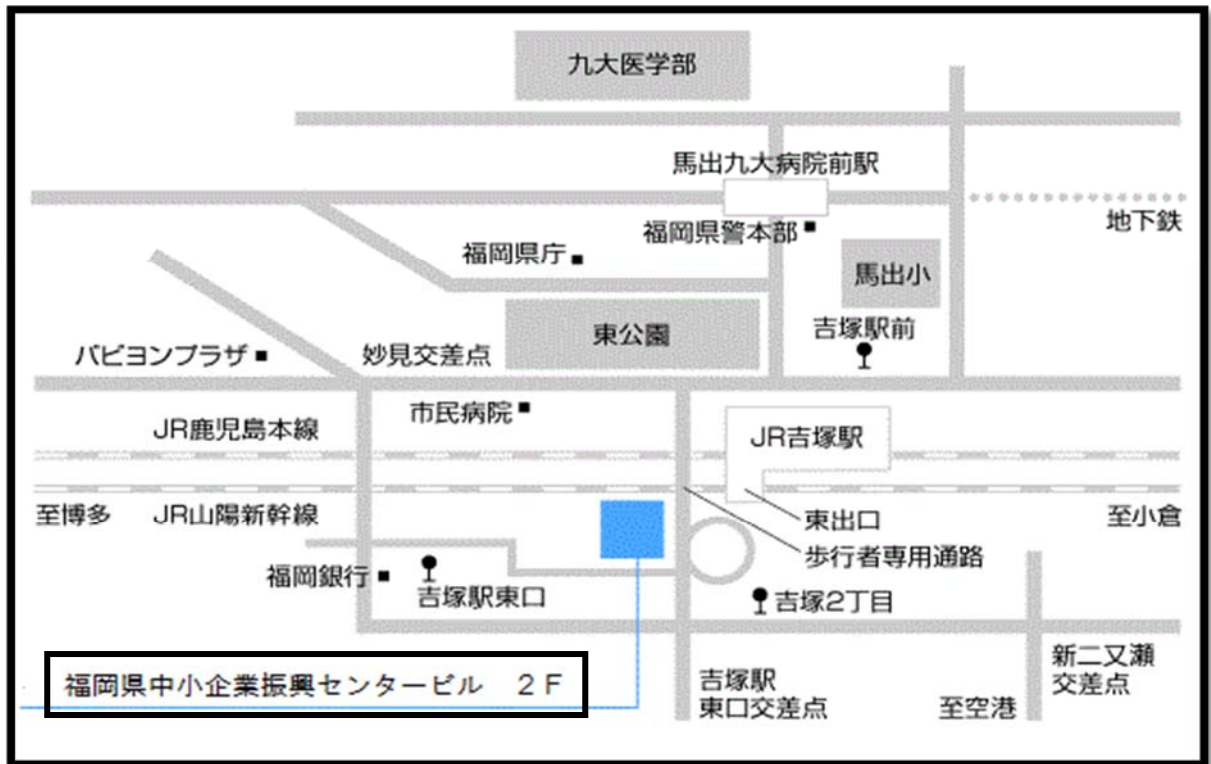 九大医学部
馬出九大病院前駅
地下鉄
福岡県警本部
福岡県庁
馬出小
吉塚駅前
東公園
パピヨンプラザ
妙見交差点
市民病院
JR鹿児島本線
JR吉塚駅
至博多
JR山陽新幹線
東出口
至小倉
歩行者専用通路
福岡銀行
吉塚駅東口
吉塚2丁目
福岡県中小企業振興センタービル　２Ｆ
吉塚駅
東口交差点
至空港
新二又瀬
交差点